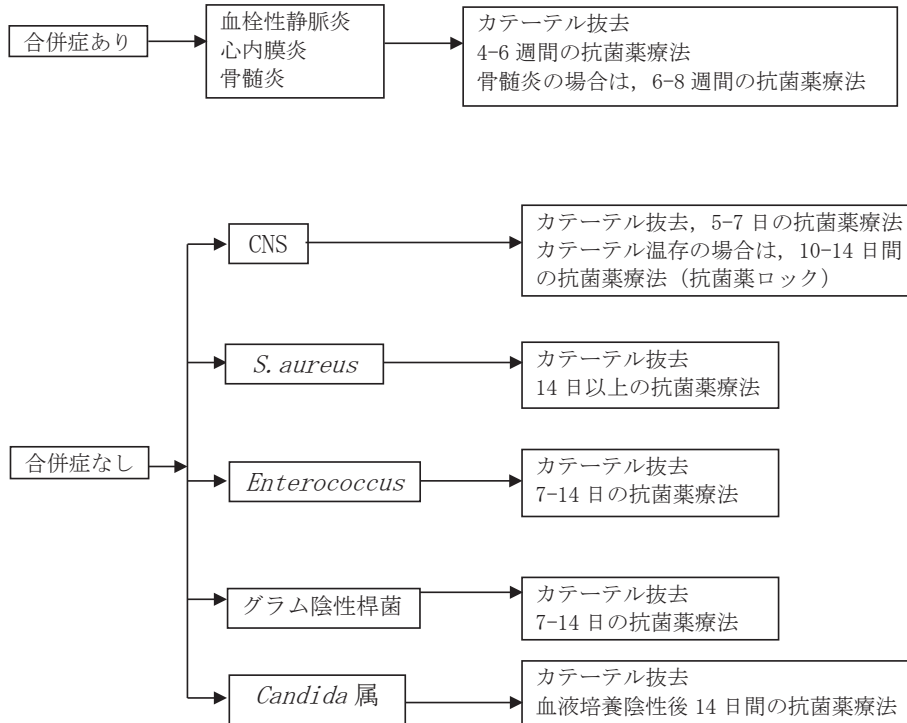 合併症あり
血栓性静脈炎
心内膜炎
骨髄炎
カテーテル抜去
4-6 週間の抗菌薬療法
骨髄炎の場合は，6-8 週間の抗菌薬療法
合併症なし
CNS
カテーテル抜去，5-7 日の抗菌薬療法
カテーテル温存の場合は，10-14 日間
の抗菌薬療法（抗菌薬ロック）
S. aureus
カテーテル抜去
14 日以上の抗菌薬療法
Enterococcus
カテーテル抜去
7-14 日の抗菌薬療法
グラム陰性桿菌
カテーテル抜去
7-14 日の抗菌薬療法
Candida 属
カテーテル抜去
血液培養陰性後 14 日間の抗菌薬療法